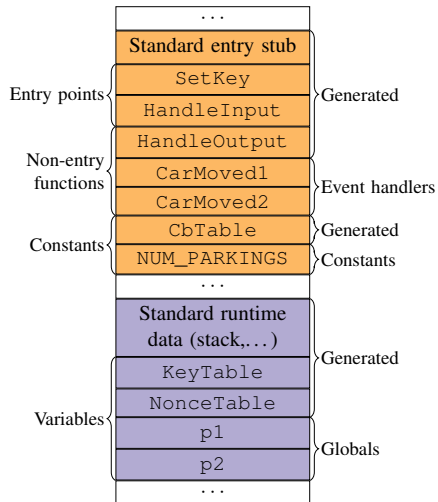 ...
Standard entry stub
SetKey
Entry points
Generated
HandleInput
HandleOutput
Non-entry
functions
CarMoved1
Event handlers
CarMoved2
CbTable
Constants
Generated
NUM_PARKINGS
Constants
...
Standard runtime
data (stack,...)
Generated
KeyTable
NonceTable
Variables
p1
Globals
p2
...